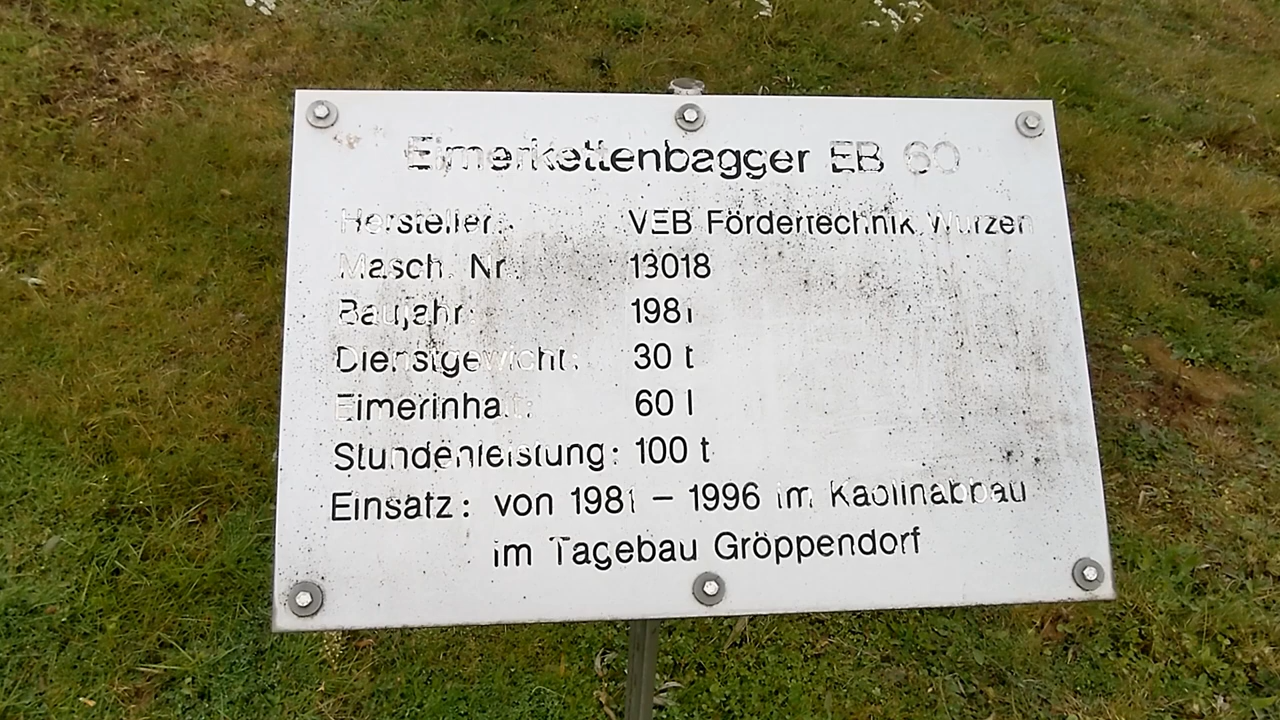 Eimerkettenbagger EB 60
Hersteller: VEB Fördertechnik Wurzen
Masch. Nr. 13018
Baujahr: 1981
Dienstgewicht: 30 t
Eimerinhalt: 60 l
Stundenleistung: 100 t
Einsatz: von 1981 – 1996 im Kaolinabbau
im Tagebau Gröppendorf